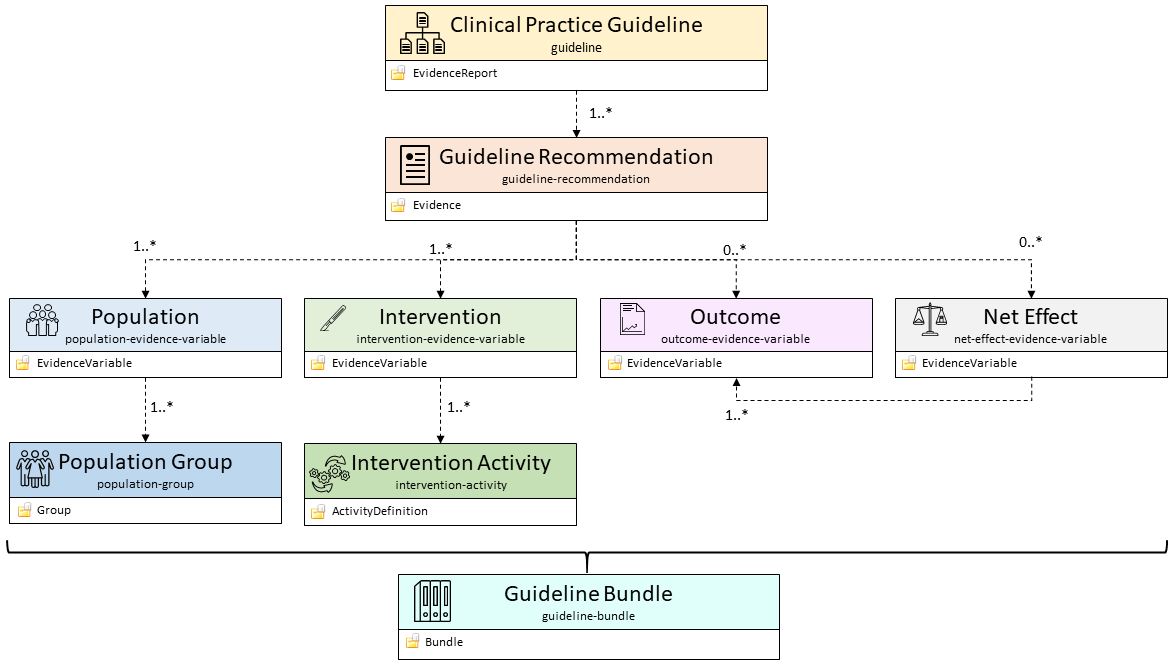 Clinical Practice Guideline
guideline
EvidenceReport
1..*
Guideline Recommendation
guideline-recommendation
Evidence
1..*
1..*
0..*
0..*
Population
population-evidence-variable
EvidenceVariable
Intervention
intervention-evidence-variable
EvidenceVariable
Outcome
outcome-evidence-variable
EvidenceVariable
Net Effect
net-effect-evidence-variable
EvidenceVariable
1..*
1..*
1..*
Population Group
population-group
Group
Intervention Activity
intervention-activity
ActivityDefinition
Guideline Bundle
guideline-bundle
Bundle